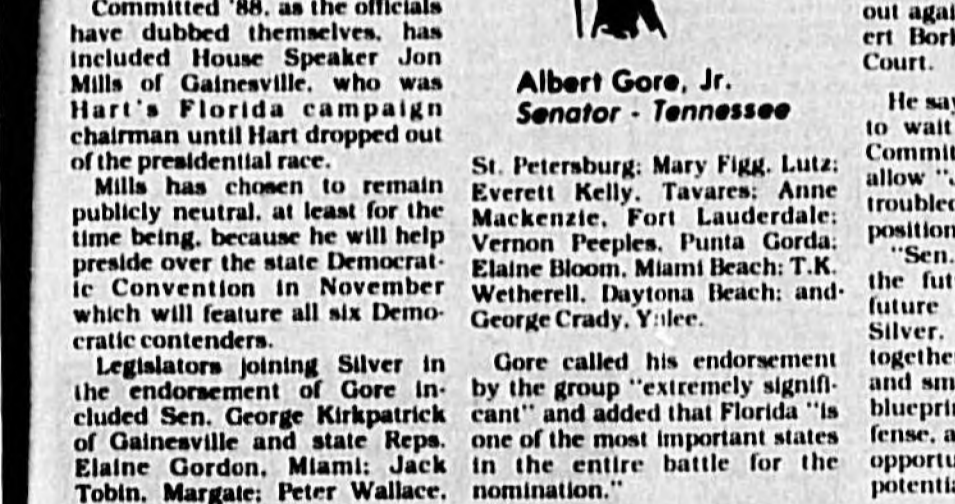 Committed '88, as the officials
have dubbed themselves, has
included House Speaker Jon
Mills of Gainesville, who was
Hart's Florida campaign
chairman until Hart dropped out
of the presidential race.
Mills has chosen to remain
publicly neutral, at least for the
time being, because he will help
preside over the state Democrat-
ic Convention in November
which will feature all six Demo-
cratic contenders.
Legislators joining Silver in
the endorsement of Gore in-
cluded Sen. George Kirkpatrick
of Gainesville and state Reps.
Elaine Gordon, Miami; Jack
Tobin, Margate; Peter Wallace,
Albert Gore, Jr.
Senator - Tennessee
St. Petersburg; Mary Figg, Lutz;
Everett Kelly, Tavares; Anne
Mackenzie, Fort Lauderdale;
Vernon Peeples, Punta Gorda;
Elaine Bloom, Miami Beach; T.K.
Wetherell, Daytona Beach; and
George Crady, Yulee.
Gore called his endorsement
by the group "extremely signifi-
cant" and added that Florida "is
one of the most important states
in the entire battle for the
nomination."
out agai
ert Bork
Court.
He say
to wait
Commit
allow
troubled
position
"Sen.
the fut
future
Silver,
together
and sm
blueprin
fense, a
opportu
potentia